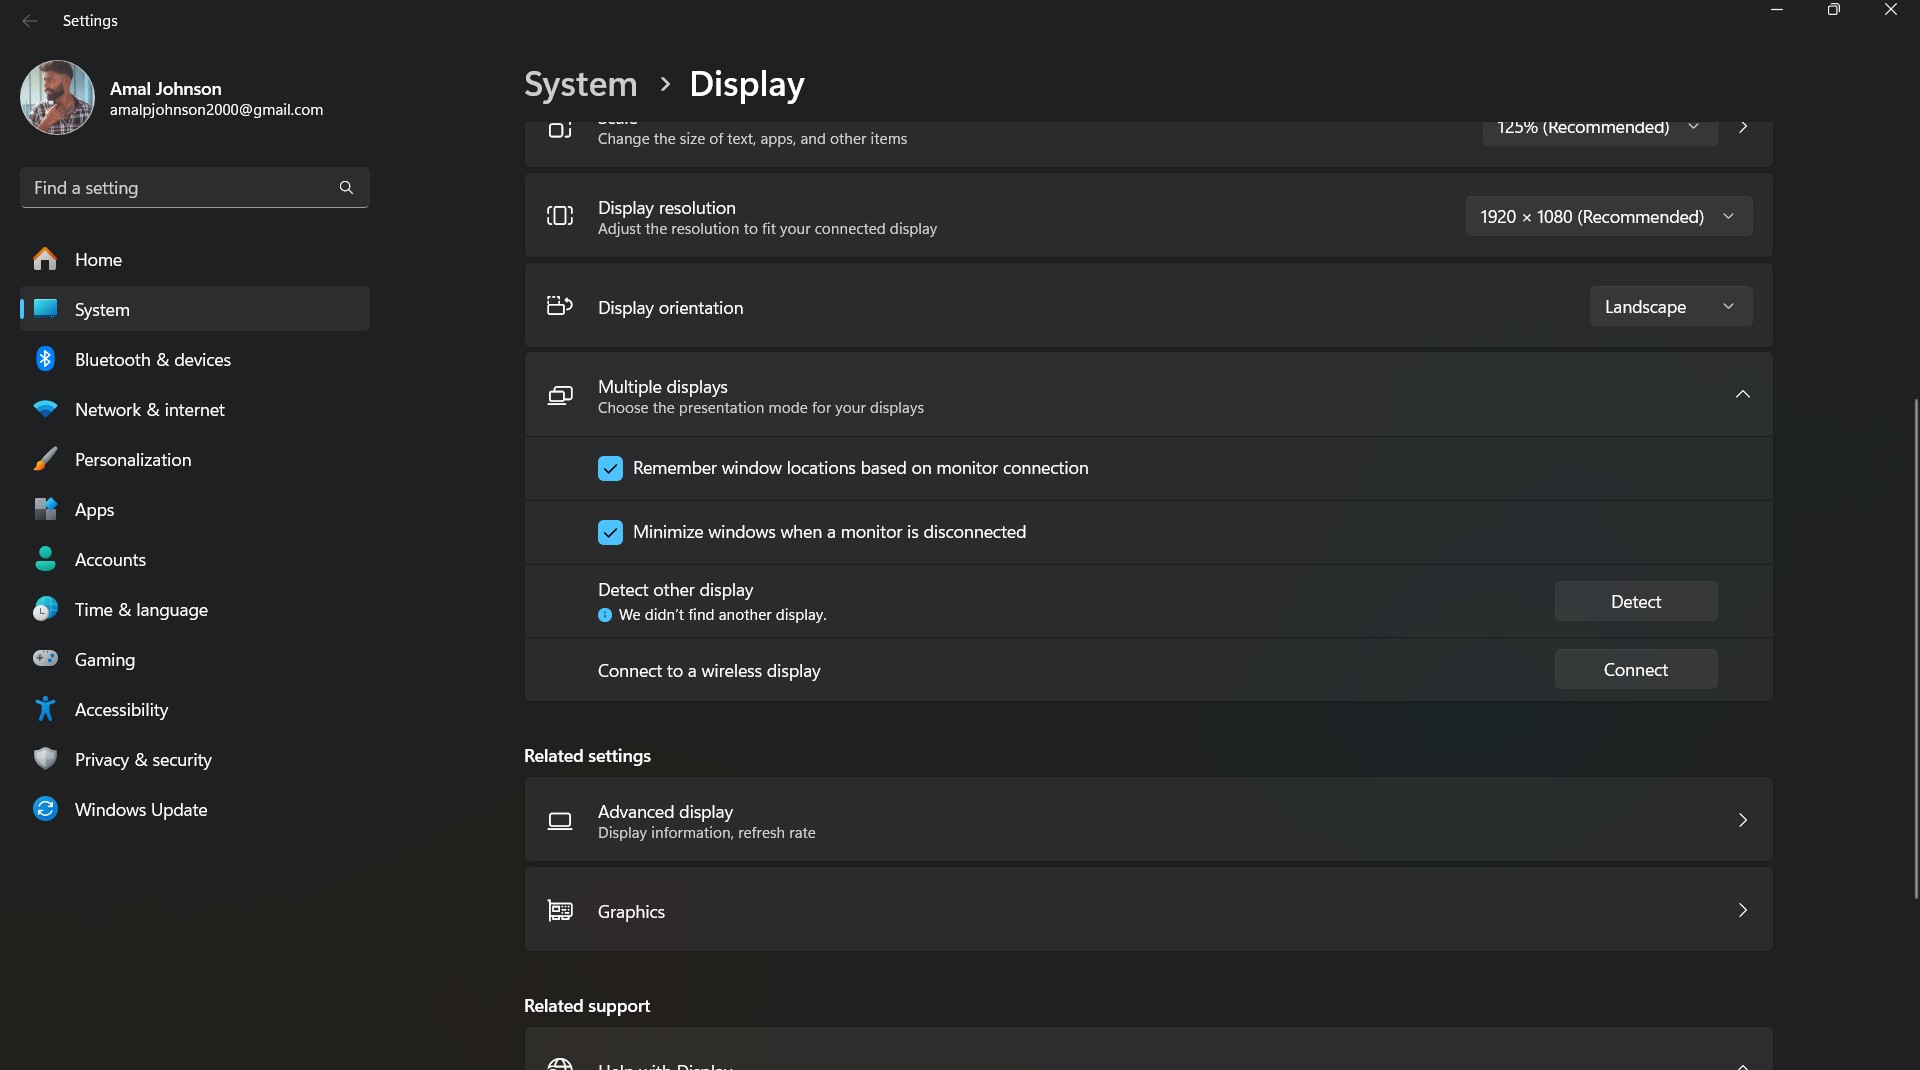 Settings
Amal Johnson
amalpjohnson2000@gmail.com
Find a setting
Home
System
Bluetooth & devices
Network & internet
Personalization
Apps
Accounts
Time & language
Gaming
Accessibility
Privacy & security
Windows Update
System > Display
Scale
Change the size of text, apps, and other items
125% (Recommended)
Display resolution
Adjust the resolution to fit your connected display
1920 × 1080 (Recommended)
Display orientation
Landscape
Multiple displays
Choose the presentation mode for your displays
Remember window locations based on monitor connection
Minimize windows when a monitor is disconnected
Detect other display
We didn't find another display.
Detect
Connect to a wireless display
Connect
Related settings
Advanced display
Display information, refresh rate
Graphics
Related support
Help with Display